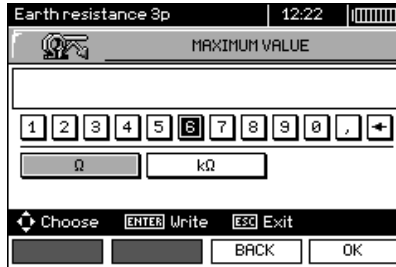 Earth resistance 3p 12:22
MAXIMUM VALUE
1 2 3 4 5 6 7 8 9 0 , ←
Ω kΩ
Choose ENTER Write ESC Exit
BACK OK